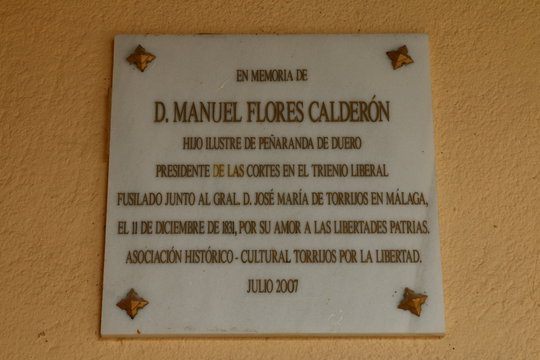 EN MEMORIA DE
D. MANUEL FLORES CALDERÓN
HIJO ILUSTRE DE PEÑARANDA DE DUERO
PRESIDENTE DE LAS CORTES EN EL TRIENIO LIBERAL
FUSILADO JUNTO AL GRAL. D. JOSÉ MARÍA DE TORRIJOS EN MÁLAGA,
EL 11 DE DICIEMBRE DE 1831, POR SU AMOR A LAS LIBERTADES PATRIAS.
ASOCIACIÓN HISTÓRICO - CULTURAL TORRIJOS POR LA LIBERTAD.
JULIO 2007